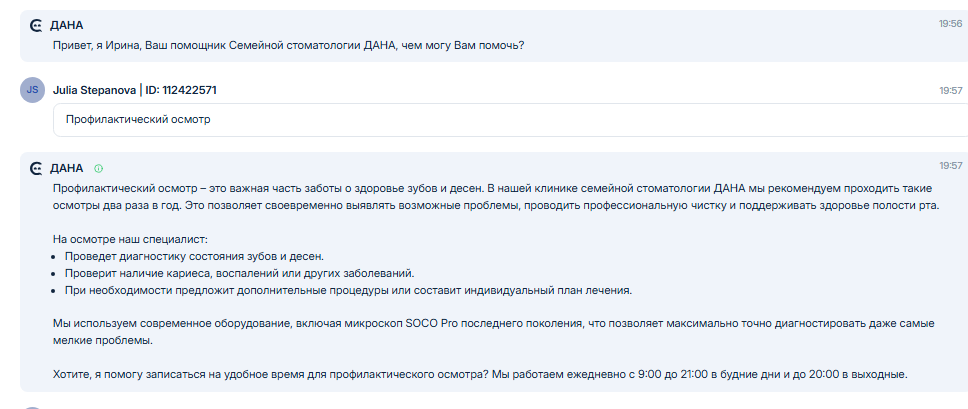 ДАНА 19:56
Привет, я Ирина, Ваш помощник Семейной стоматологии ДАНА, чем могу Вам помочь?
JS Julia Stepanova | ID: 112422571 19:57
Профилактический осмотр
ДАНА 19:57
Профилактический осмотр – это важная часть заботы о здоровье зубов и десен. В нашей клинике семейной стоматологии ДАНА мы рекомендуем проходить такие
осмотры два раза в год. Это позволяет своевременно выявлять возможные проблемы, проводить профессиональную чистку и поддерживать здоровье полости рта.
На осмотре наш специалист:
• Проведет диагностику состояния зубов и десен.
• Проверит наличие кариеса, воспалений или других заболеваний.
• При необходимости предложит дополнительные процедуры или составит индивидуальный план лечения.
Мы используем современное оборудование, включая микроскоп SOCO Pro последнего поколения, что позволяет максимально точно диагностировать даже самые
мелкие проблемы.
Хотите, я помогу записаться на удобное время для профилактического осмотра? Мы работаем ежедневно с 9:00 до 21:00 в будние дни и до 20:00 в выходные.